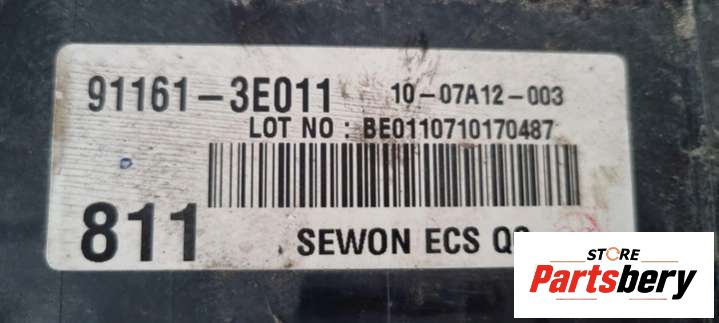 91161-3E011 10-07A12-003
LOT NO : BE0110710170487
811 SEWON ECS
STORE
Partsbery